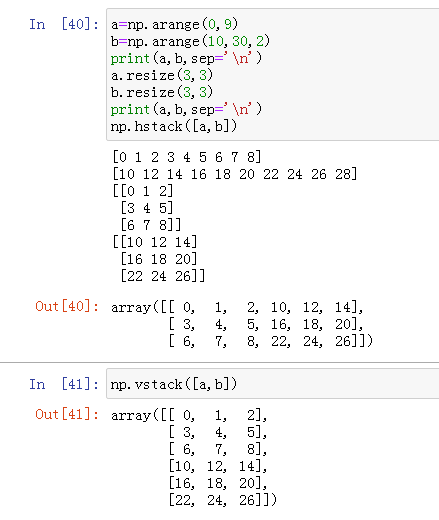 In [40]: a=np.arange(0,9)
b=np.arange(10,30,2)
print(a,b,sep='\n')
a.resize(3,3)
b.resize(3,3)
print(a,b,sep='\n')
np.hstack([a,b])
[0 1 2 3 4 5 6 7 8]
[10 12 14 16 18 20 22 24 26 28]
[[0 1 2]
 [3 4 5]
 [6 7 8]]
[[10 12 14]
 [16 18 20]
 [22 24 26]]
Out[40]: array([[ 0,  1,  2, 10, 12, 14],
       [ 3,  4,  5, 16, 18, 20],
       [ 6,  7,  8, 22, 24, 26]])
In [41]: np.vstack([a,b])
Out[41]: array([[ 0,  1,  2],
       [ 3,  4,  5],
       [ 6,  7,  8],
       [10, 12, 14],
       [16, 18, 20],
       [22, 24, 26]])